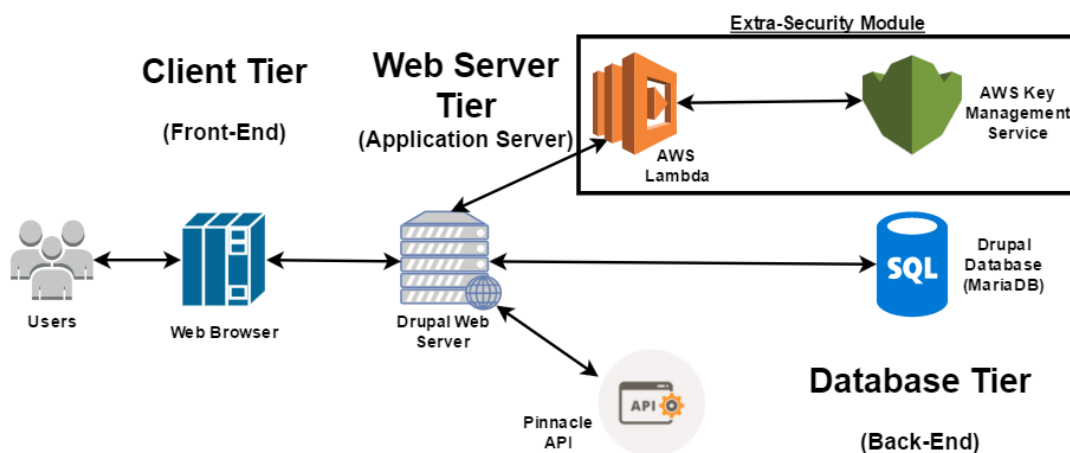 Extra-Security Module
Client Tier
(Front-End)
Web Server
Tier
(Application Server)
AWS
Lambda
AWS Key
Management
Service
Users
Web Browser
Drupal Web
Server
SQL
Drupal
Database
(MariaDB)
API
Pinnacle
API
Database Tier
(Back-End)